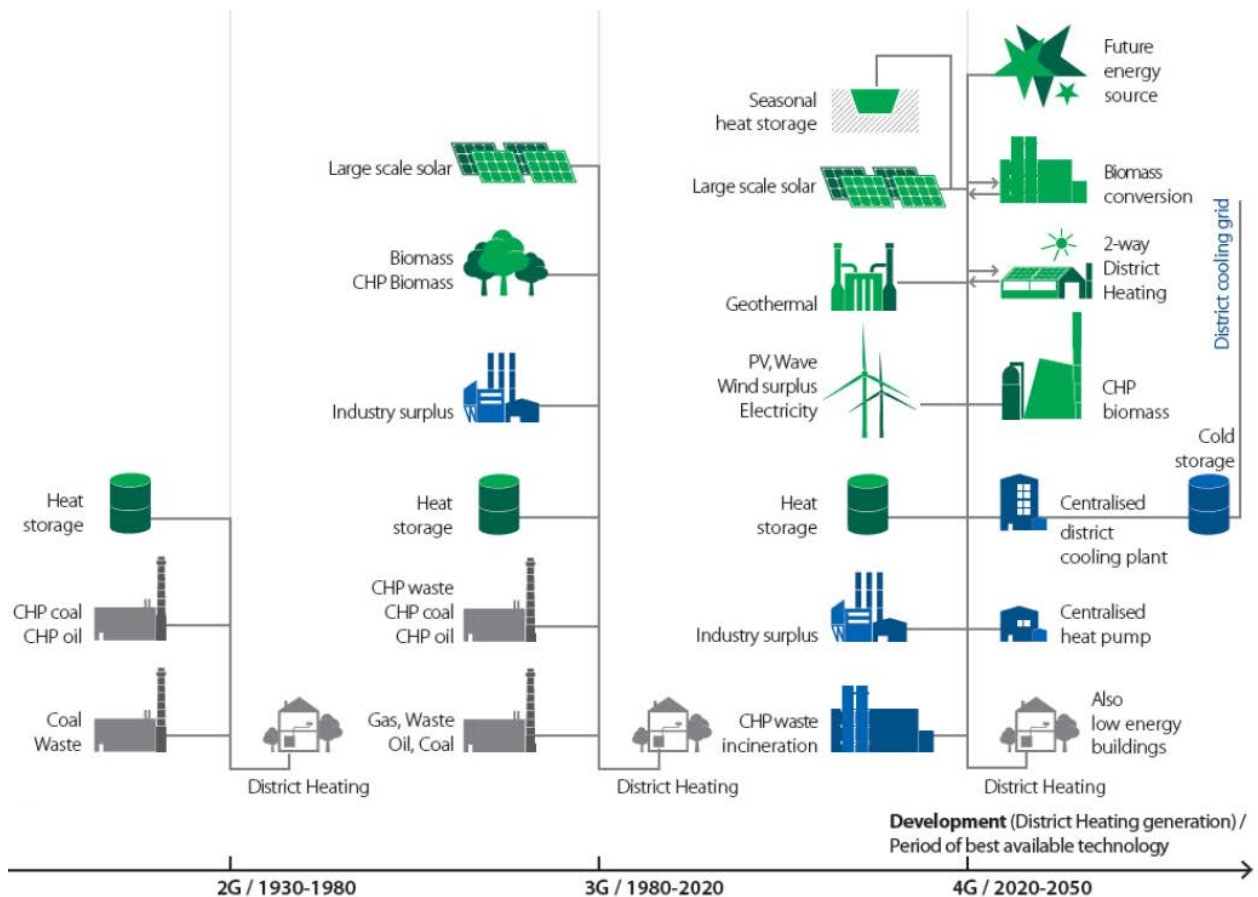 Heat
storage
CHP coal
CHP oil
Coal
Waste
District Heating
Large scale solar
Biomass
CHP Biomass
Industry surplus
Heat
storage
CHP waste
CHP coal
CHP oil
Gas, Waste
Oil, Coal
District Heating
Seasonal
heat storage
Large scale solar
Geothermal
PV, Wave
Wind surplus
Electricity
Heat
storage
Industry surplus
CHP waste
incineration
Future
energy
source
Biomass
conversion
2-way
District
Heating
CHP
biomass
Centralised
district
cooling plant
Centralised
heat pump
Also
low energy
buildings
District Heating
District cooling grid
Cold
storage
Development (District Heating generation) /
Period of best available technology
2G / 1930-1980
3G / 1980-2020
4G / 2020-2050